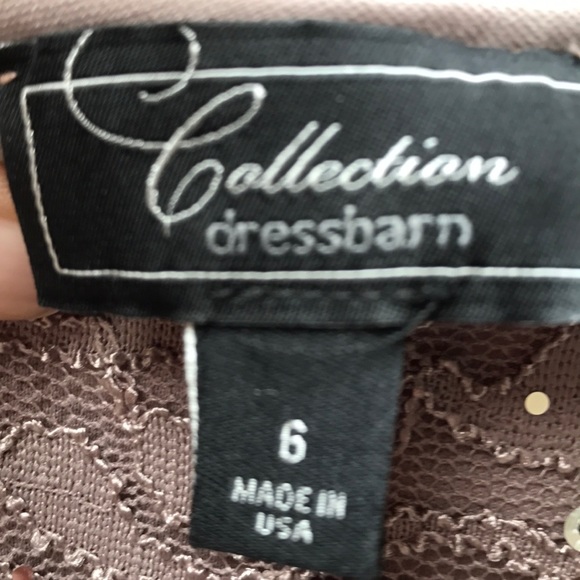 Collection
dressbarn
6
MADE IN
USA